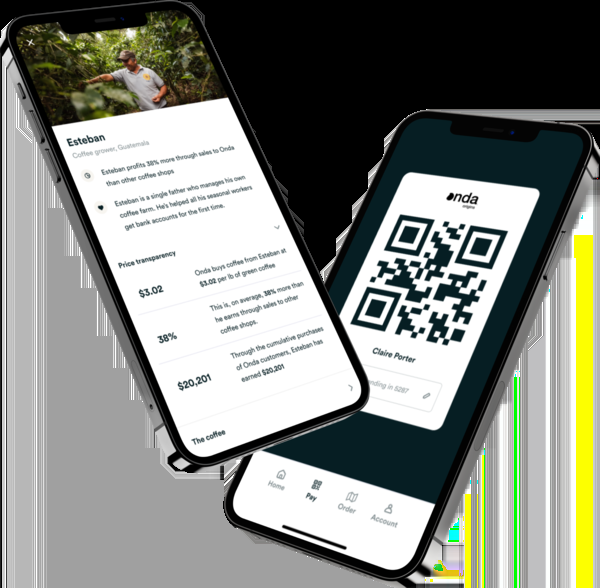 Esteban
Coffee grower, Guatemala
Esteban profits 38% more through sales to Onda
than other coffee shops
Esteban is a single father who manages his own
coffee farm. He's helped all his seasonal workers
get bank accounts for the first time.
Price transparency
$3.02
Onda buys coffee from Esteban at
$3.02 per lb of green coffee
38%
This is, on average, 38% more than
he earns through sales to other
coffee shops.
$20,201
Through the cumulative purchases
of Onda customers, Esteban has
earned $20,201
The coffee
onda
origins
Claire Porter
nding in 5287
Home
Pay
Order
Account